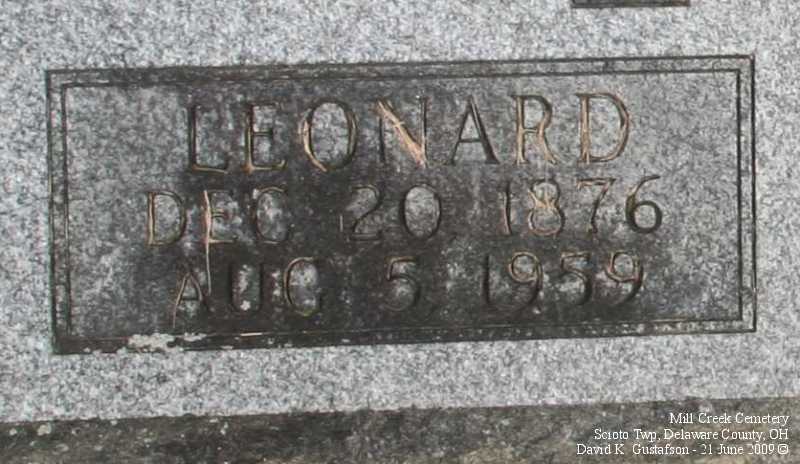 LEONARD
DEC 20, 1876
AUG 5, 1959
Mill Creek Cemetery
Scioto Twp, Delaware County, OH
David K. Gustafson - 21 June 2009 ©